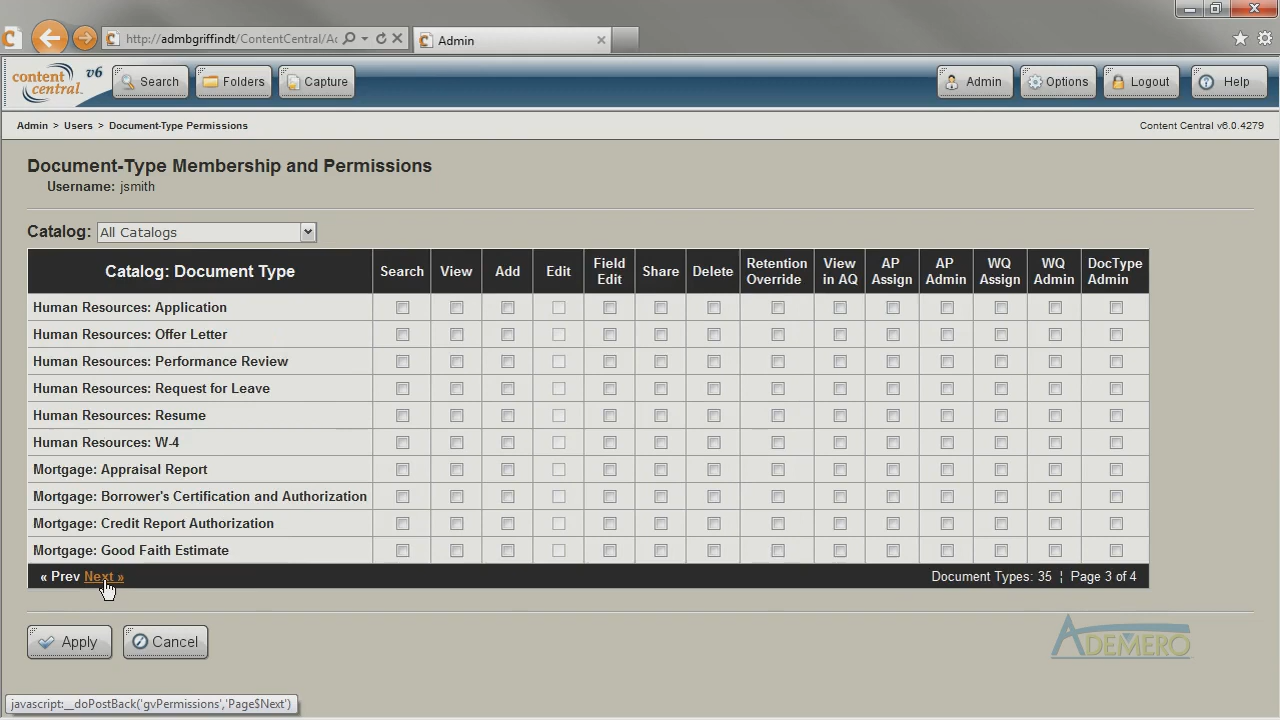 http://admbgriffindt/ContentCentral/Ac
Admin
content central. v6
Search
Folders
Capture
Admin
Options
Logout
Help
Admin > Users > Document-Type Permissions
Content Central v6.0.4279
Document-Type Membership and Permissions
Username: jsmith
Catalog: All Catalogs
Catalog: Document Type Search View Add Edit Field Edit Share Delete Retention Override View in AQ AP Assign AP Admin WQ Assign WQ Admin DocType Admin
Human Resources: Application
Human Resources: Offer Letter
Human Resources: Performance Review
Human Resources: Request for Leave
Human Resources: Resume
Human Resources: W-4
Mortgage: Appraisal Report
Mortgage: Borrower's Certification and Authorization
Mortgage: Credit Report Authorization
Mortgage: Good Faith Estimate
« Prev Next »
Document Types: 35 ¦ Page 3 of 4
Apply
Cancel
ADEMERO
javascript:__doPostBack('gvPermissions','Page$Next')